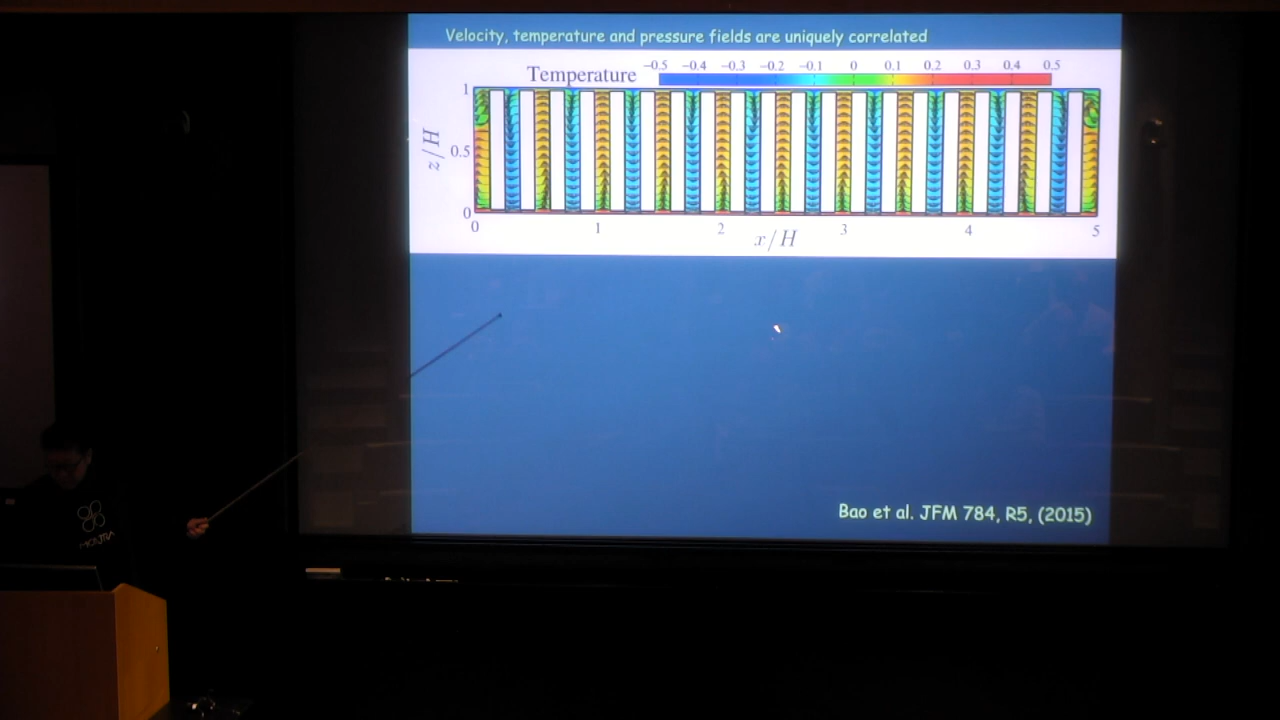 Velocity, temperature and pressure fields are uniquely correlated
Temperature
−0.5 −0.4 −0.3 −0.2 −0.1 0 0.1 0.2 0.3 0.4 0.5
1
z/H
0.5
0
0 1 2 3 4 5
x/H
Bao et al. JFM 784, R5, (2015)